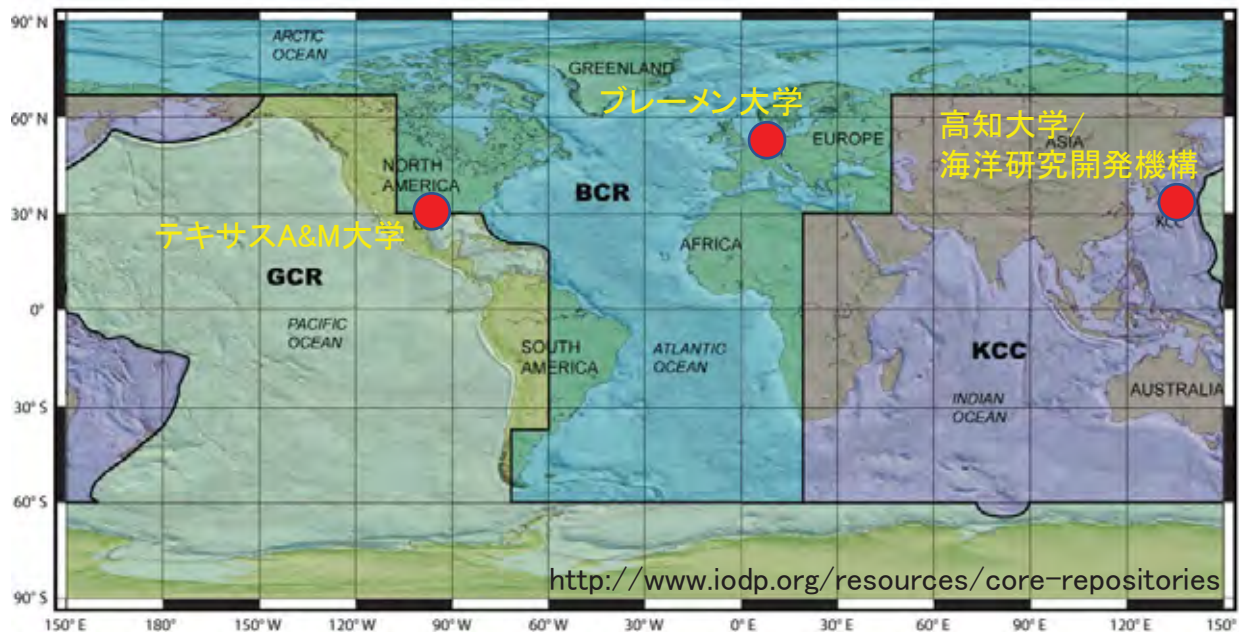 90° N
ARCTIC
OCEAN
GREENLAND
ブレーメン大学
60° N
EUROPE
高知大学/
ASIA
海洋研究開発機構
NORTH
AMERICA
BCR
30° N
KCC
テキサスA&M大学
AFRICA
GCR
0°
PACIFIC
OCEAN
SOUTH
AMERICA
ATLANTIC
OCEAN
KCC
AUSTRALIA
INDIAN
OCEAN
30° S
60° S
http://www.iodp.org/resources/core-repositories
90° S
150° E 180° 150° W 120° W 90° W 60° W 30° W 0° E 30° E 60° E 90° E 120° E 150°